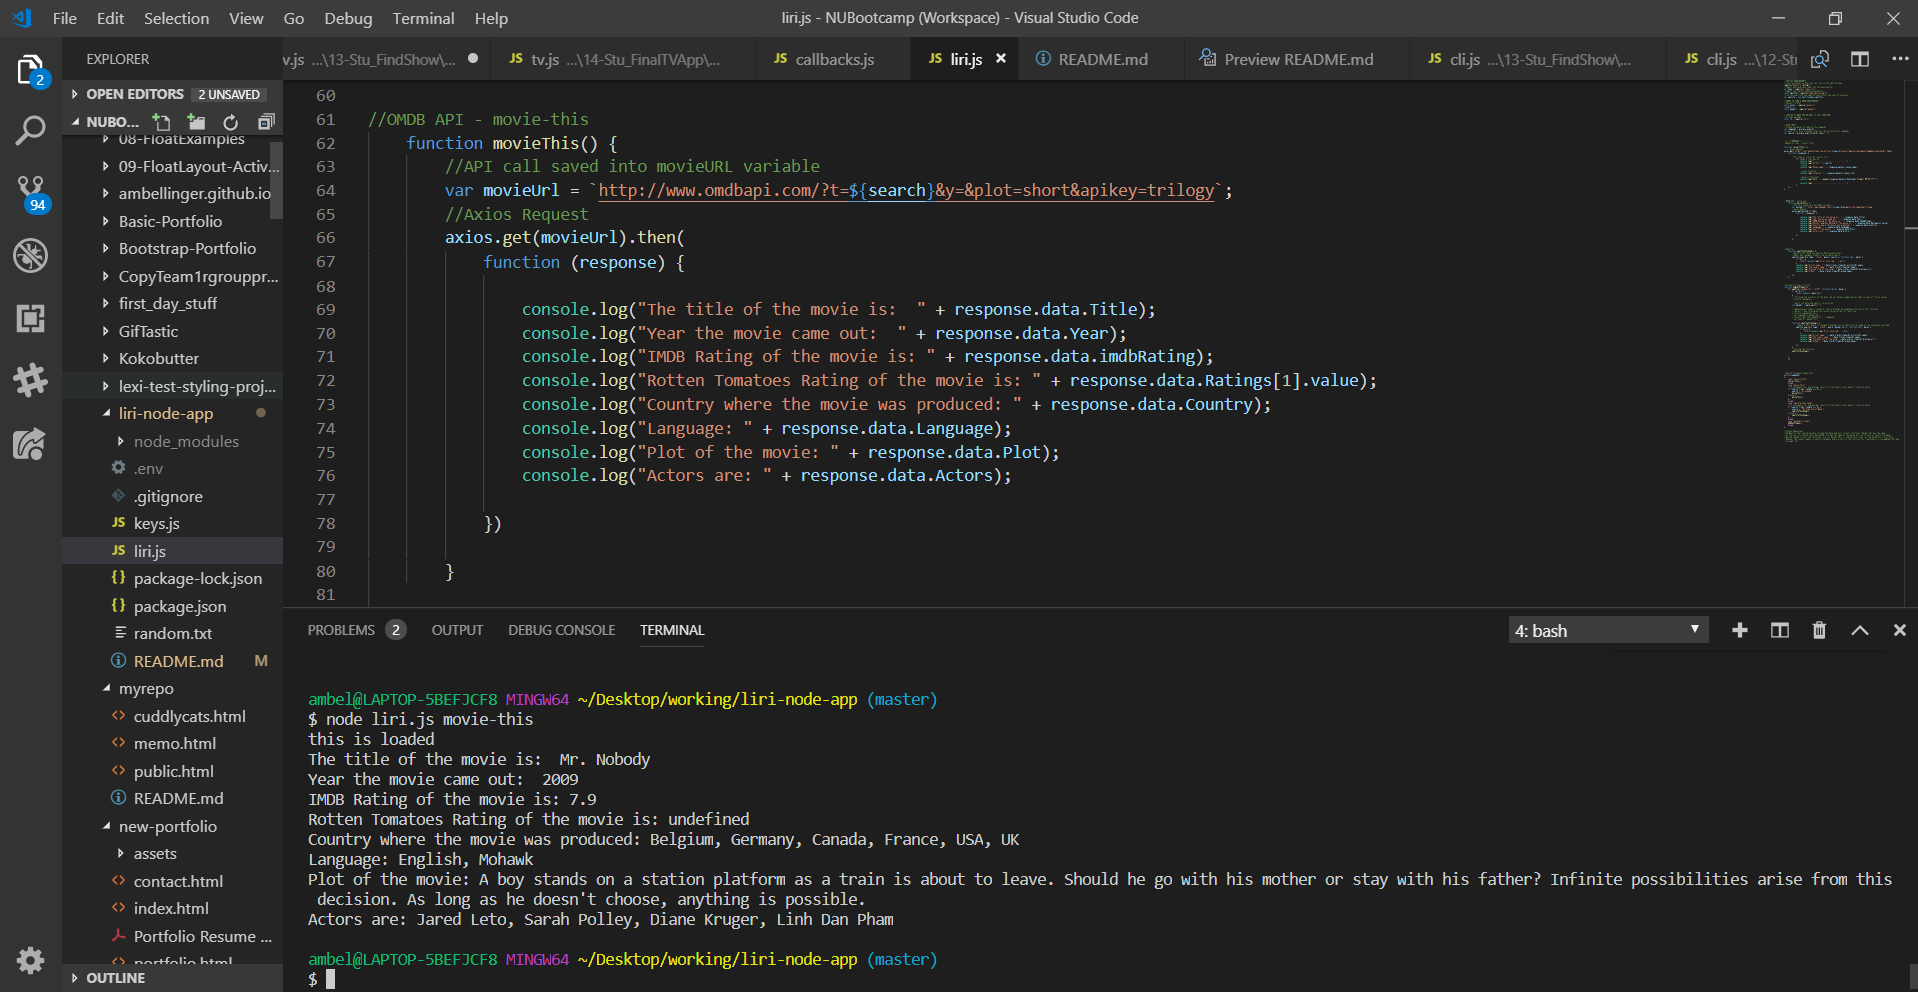 File Edit Selection View Go Debug Terminal Help
liri.js - NUBootcamp (Workspace) - Visual Studio Code
EXPLORER
v.js ...\13-Stu_FindShow\...
JS tv.js ...\14-Stu_FinalTVApp\...
JS callbacks.js
JS liri.js
README.md
Preview README.md
JS cli.js ...\13-Stu_FindShow\...
JS cli.js ...\12-Stu
2
94
OPEN EDITORS 2 UNSAVED
NUBO...
08-FloatExamples
09-FloatLayout-Activ...
ambellinger.github.io
Basic-Portfolio
Bootstrap-Portfolio
CopyTeam1rgrouppr...
first_day_stuff
GifTastic
Kokobutter
lexi-test-styling-proj...
liri-node-app
node_modules
.env
.gitignore
JS keys.js
JS liri.js
{} package-lock.json
{} package.json
random.txt
README.md M
myrepo
<> cuddlycats.html
<> memo.html
<> public.html
README.md
new-portfolio
assets
<> contact.html
<> index.html
Portfolio Resume ...
<> portfolio.html
OUTLINE
60
61 //OMDB API - movie-this
62 function movieThis() {
63 //API call saved into movieURL variable
64 var movieUrl = `http://www.omdbapi.com/?t=${search}&y=&plot=short&apikey=trilogy`;
65 //Axios Request
66 axios.get(movieUrl).then(
67 function (response) {
68
69 console.log("The title of the movie is:  " + response.data.Title);
70 console.log("Year the movie came out:  " + response.data.Year);
71 console.log("IMDB Rating of the movie is: " + response.data.imdbRating);
72 console.log("Rotten Tomatoes Rating of the movie is: " + response.data.Ratings[1].value);
73 console.log("Country where the movie was produced: " + response.data.Country);
74 console.log("Language: " + response.data.Language);
75 console.log("Plot of the movie: " + response.data.Plot);
76 console.log("Actors are: " + response.data.Actors);
77
78 })
79
80 }
81
PROBLEMS 2 OUTPUT DEBUG CONSOLE TERMINAL
4: bash
ambel@LAPTOP-5BEFJCF8 MINGW64 ~/Desktop/working/liri-node-app (master)
$ node liri.js movie-this
this is loaded
The title of the movie is:  Mr. Nobody
Year the movie came out:  2009
IMDB Rating of the movie is: 7.9
Rotten Tomatoes Rating of the movie is: undefined
Country where the movie was produced: Belgium, Germany, Canada, France, USA, UK
Language: English, Mohawk
Plot of the movie: A boy stands on a station platform as a train is about to leave. Should he go with his mother or stay with his father? Infinite possibilities arise from this
decision. As long as he doesn't choose, anything is possible.
Actors are: Jared Leto, Sarah Polley, Diane Kruger, Linh Dan Pham
ambel@LAPTOP-5BEFJCF8 MINGW64 ~/Desktop/working/liri-node-app (master)
$